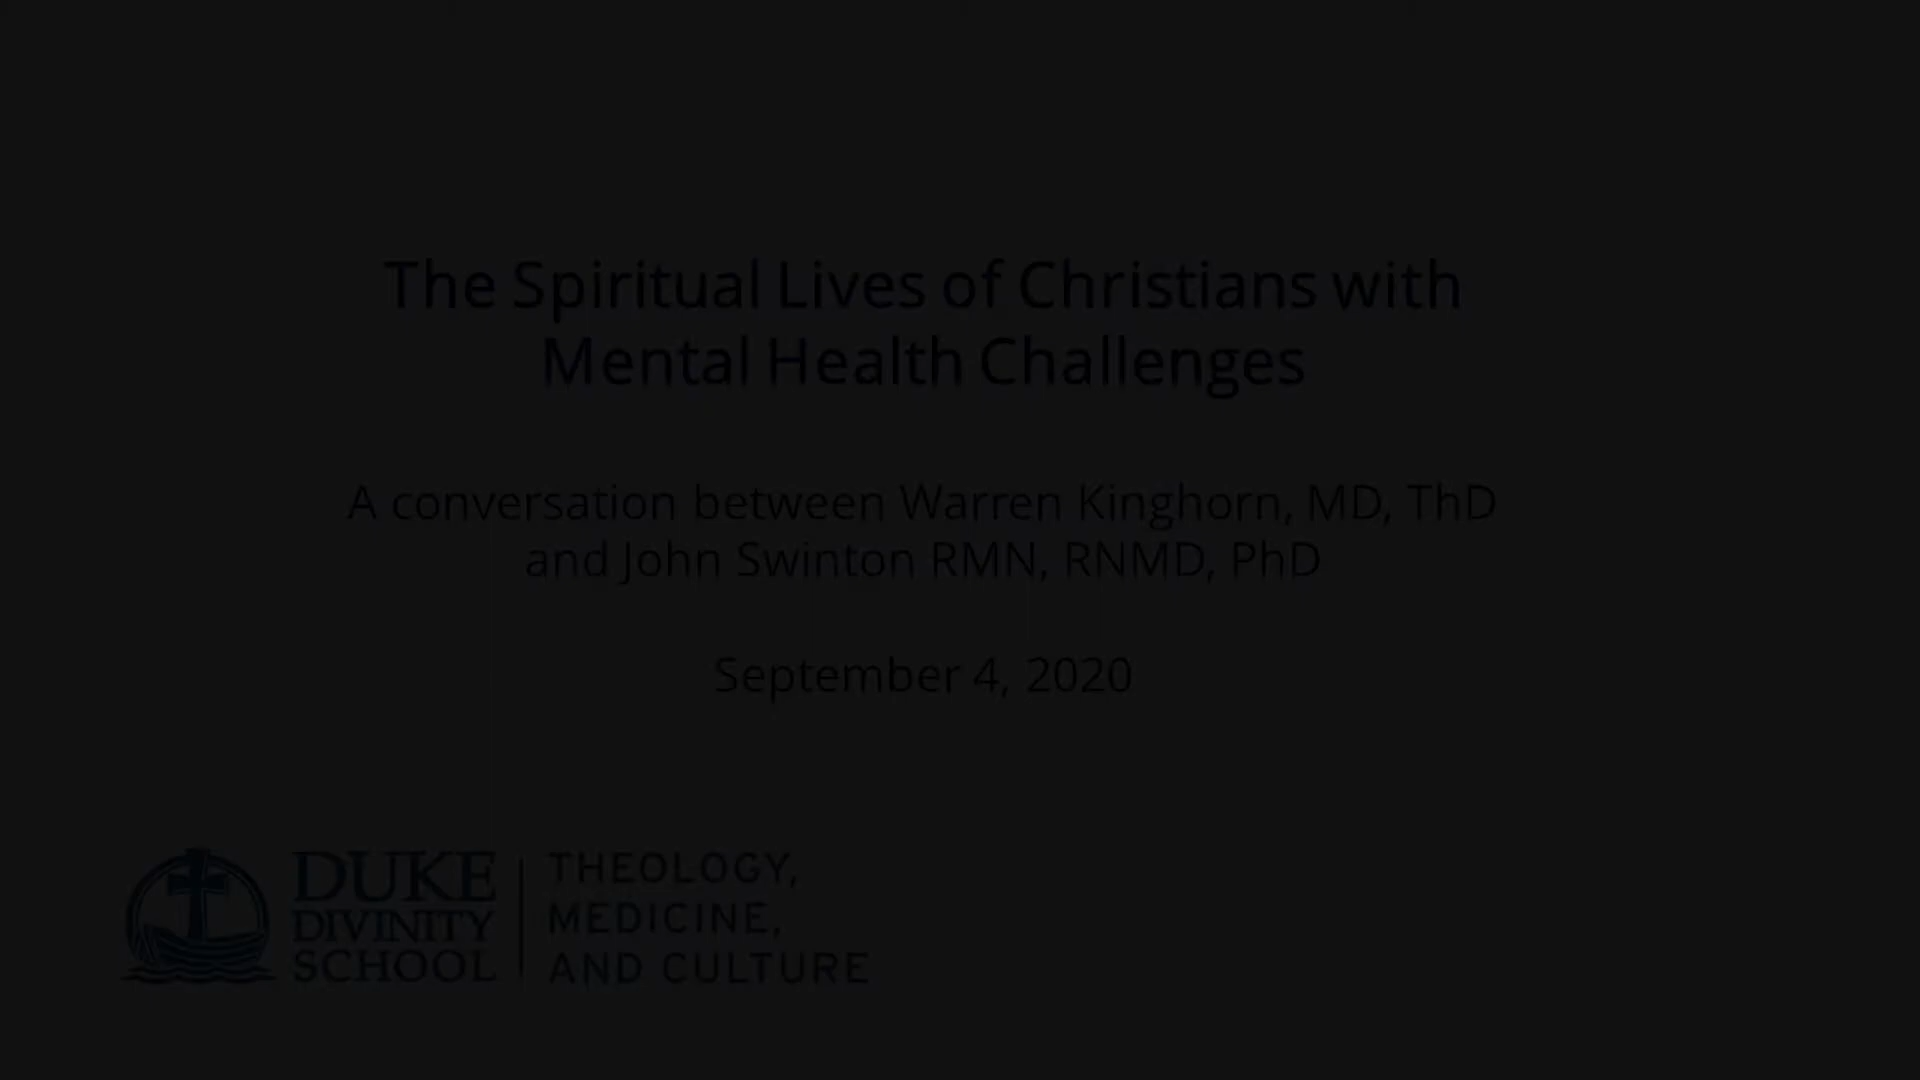 The Spiritual Lives of Christians with
Mental Health Challenges
A conversation between Warren Kinghorn, MD, ThD
and John Swinton RMN, RNMD, PhD
September 4, 2020
DUKE
DIVINITY
SCHOOL
THEOLOGY,
MEDICINE,
AND CULTURE